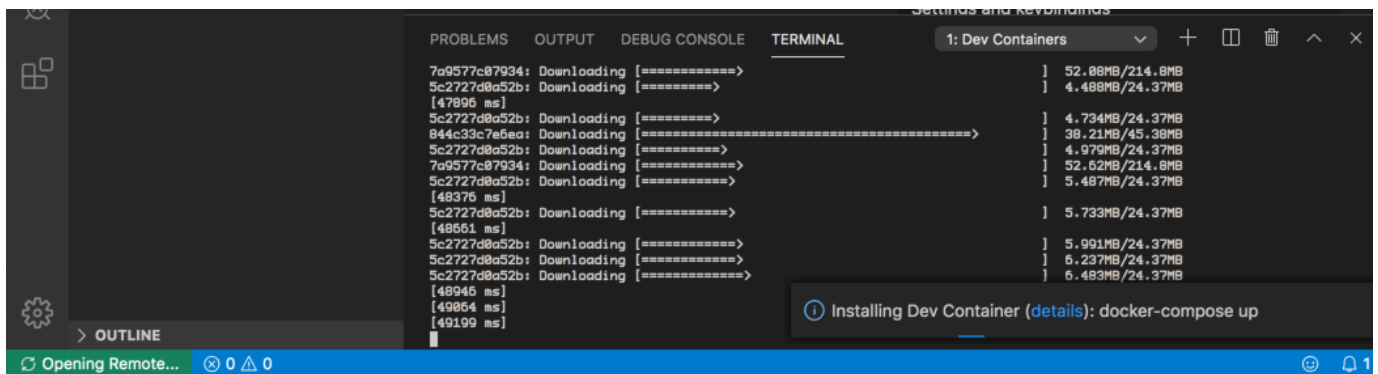 Settings and keybindings
PROBLEMS OUTPUT DEBUG CONSOLE TERMINAL 1: Dev Containers
7a9577c07934: Downloading [============> ] 52.08MB/214.8MB
5c2727d0a52b: Downloading [=========> ] 4.488MB/24.37MB
[47896 ms]
5c2727d0a52b: Downloading [=========> ] 4.734MB/24.37MB
844c33c7e6ea: Downloading [==========================================> ] 38.21MB/45.38MB
5c2727d0a52b: Downloading [==========> ] 4.979MB/24.37MB
7a9577c07934: Downloading [============> ] 52.62MB/214.8MB
5c2727d0a52b: Downloading [===========> ] 5.487MB/24.37MB
[48376 ms]
5c2727d0a52b: Downloading [===========> ] 5.733MB/24.37MB
[48661 ms]
5c2727d0a52b: Downloading [============> ] 5.991MB/24.37MB
5c2727d0a52b: Downloading [============> ] 6.237MB/24.37MB
5c2727d0a52b: Downloading [=============> ] 6.483MB/24.37MB
[48946 ms]
[49064 ms]
[49199 ms]
Installing Dev Container (details): docker-compose up
> OUTLINE
Opening Remote... 0 0 1